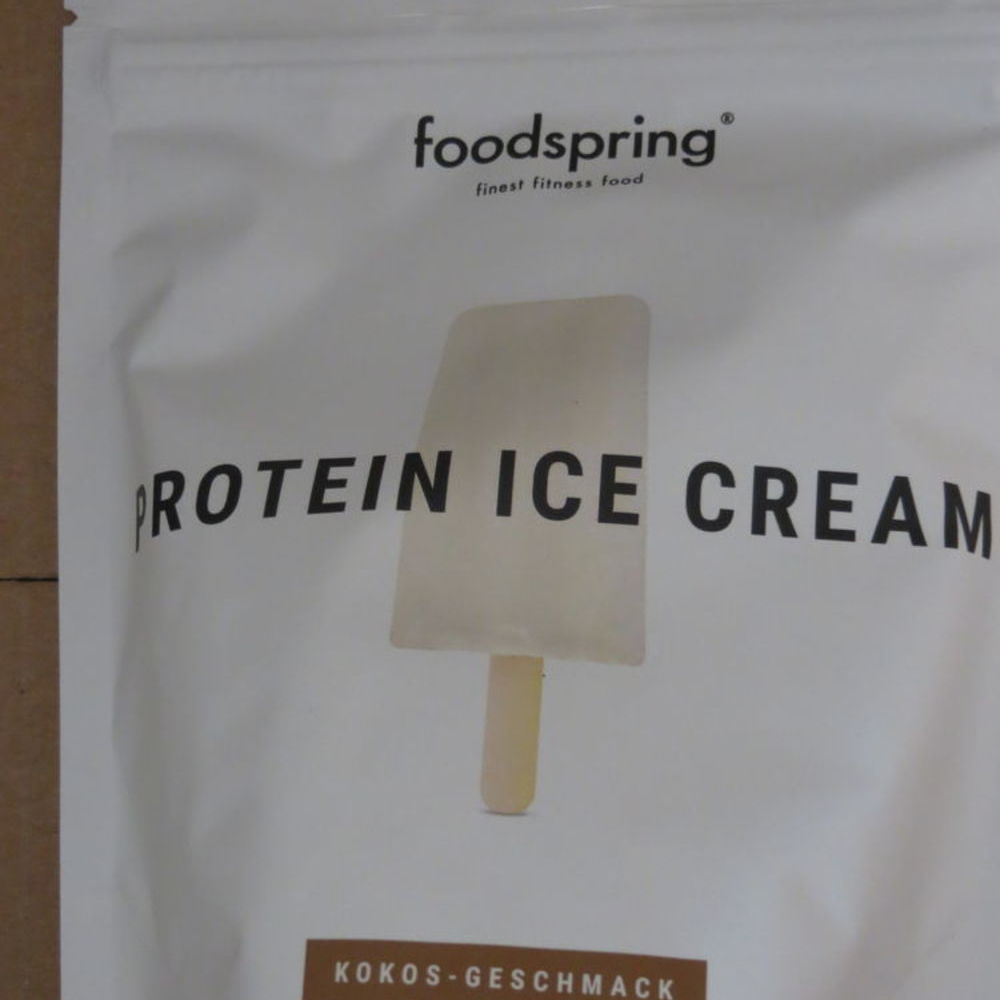 foodspring®
finest fitness food
PROTEIN ICE CREAM
KOKOS-GESCHMACK